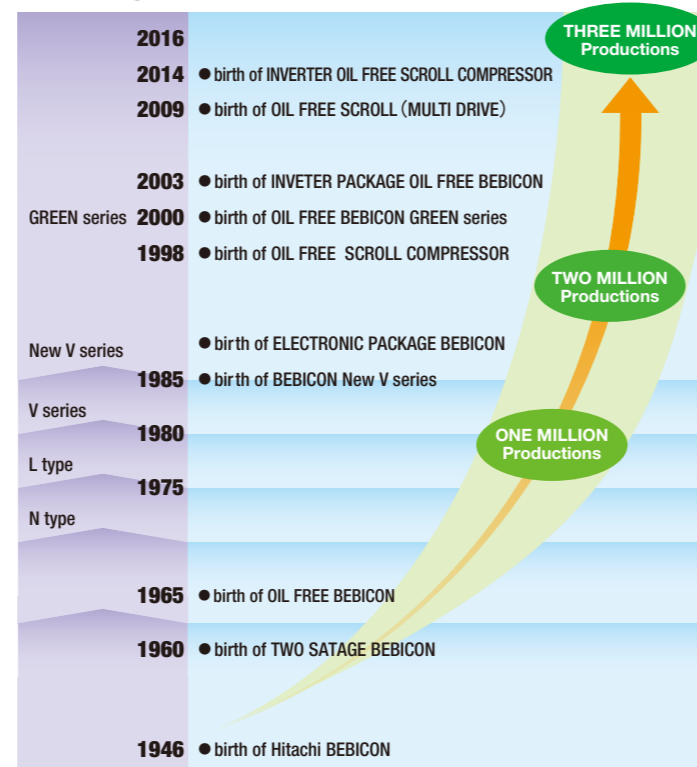 THREE MILLION
Productions
2016
2014 ● birth of INVERTER OIL FREE SCROLL COMPRESSOR
2009 ● birth of OIL FREE SCROLL (MULTI DRIVE)
2003 ● birth of INVETER PACKAGE OIL FREE BEBICON
GREEN series 2000 ● birth of OIL FREE BEBICON GREEN series
1998 ● birth of OIL FREE SCROLL COMPRESSOR
TWO MILLION
Productions
● birth of ELECTRONIC PACKAGE BEBICON
New V series
1985 ● birth of BEBICON New V series
V series
1980
ONE MILLION
Productions
L type
1975
N type
1965 ● birth of OIL FREE BEBICON
1960 ● birth of TWO SATAGE BEBICON
1946 ● birth of Hitachi BEBICON